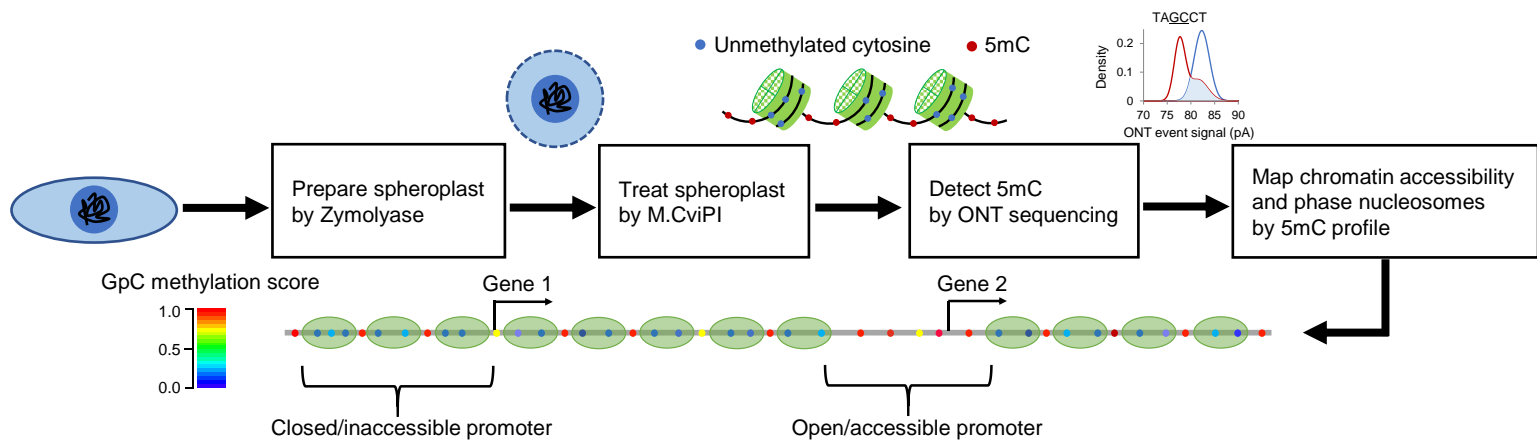 TAGCCT
Unmethylated cytosine
5mC
Density
0.2
0.1
0
70 75 80 85 90
ONT event signal (pA)
Prepare spheroplast
by Zymolyase
Treat spheroplast
by M.CviPI
Detect 5mC
by ONT sequencing
Map chromatin accessibility
and phase nucleosomes
by 5mC profile
GpC methylation score
1.0
0.5
0.0
Gene 1
Gene 2
Closed/inaccessible promoter
Open/accessible promoter